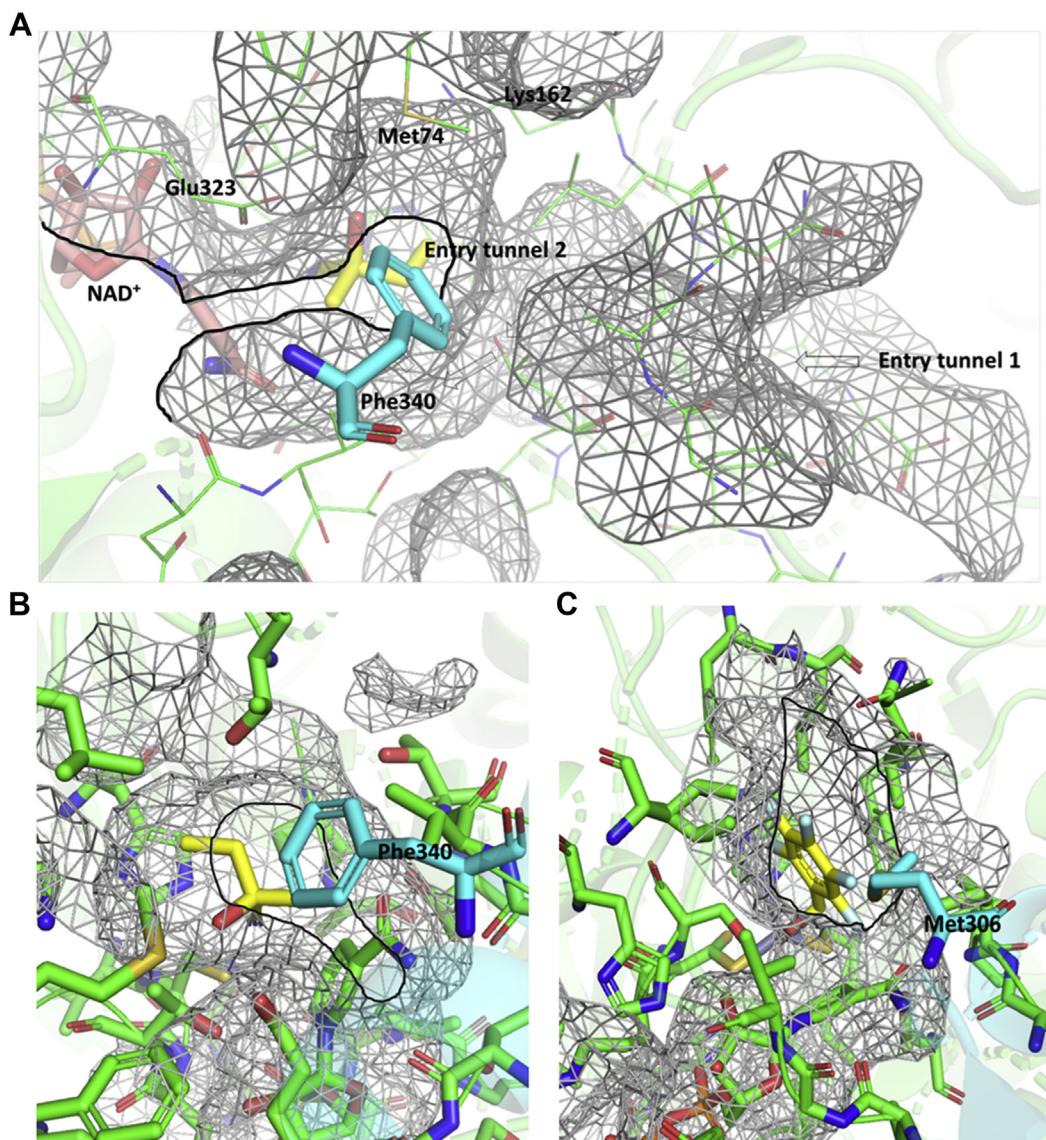 A
Lys162
Met74
Glu323
Entry tunnel 2
NAD+
Entry tunnel 1
Phe340
B
C
Phe340
Met306